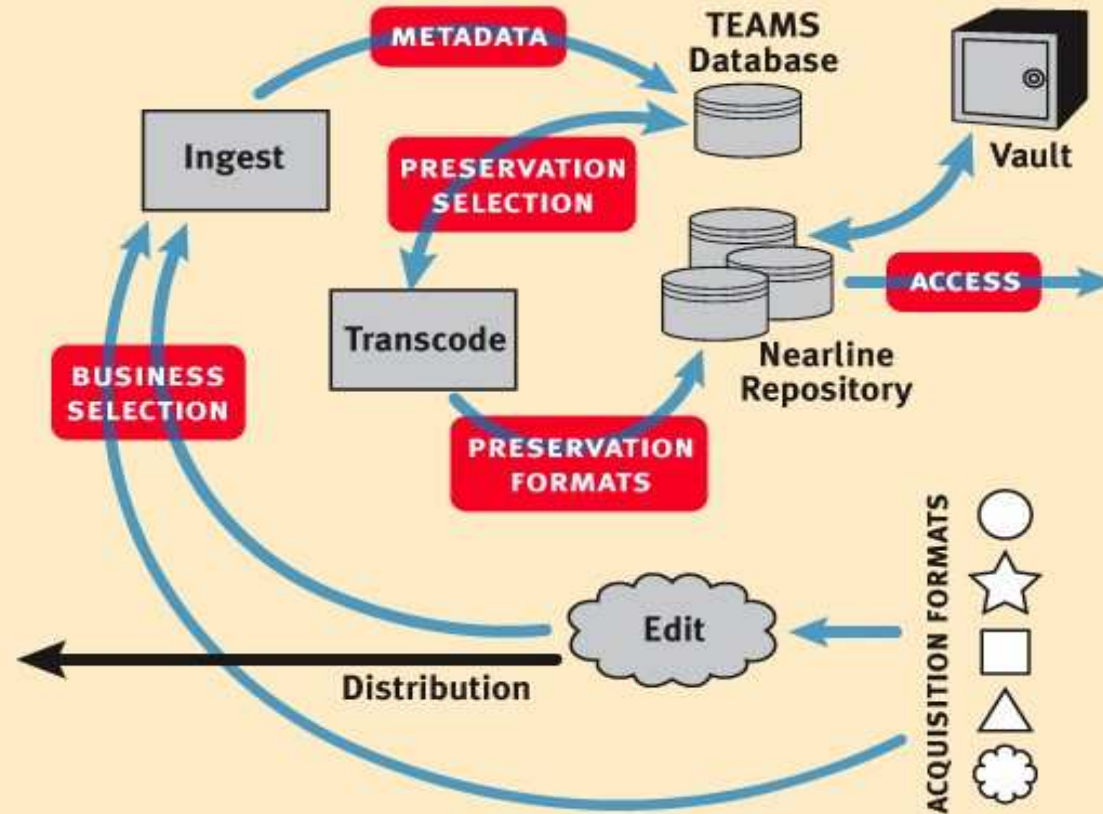 METADATA
TEAMS
Database
Ingest
Vault
PRESERVATION
SELECTION
ACCESS
Transcode
Nearline
Repository
BUSINESS
SELECTION
PRESERVATION
FORMATS
ACQUISITION FORMATS
Edit
Distribution